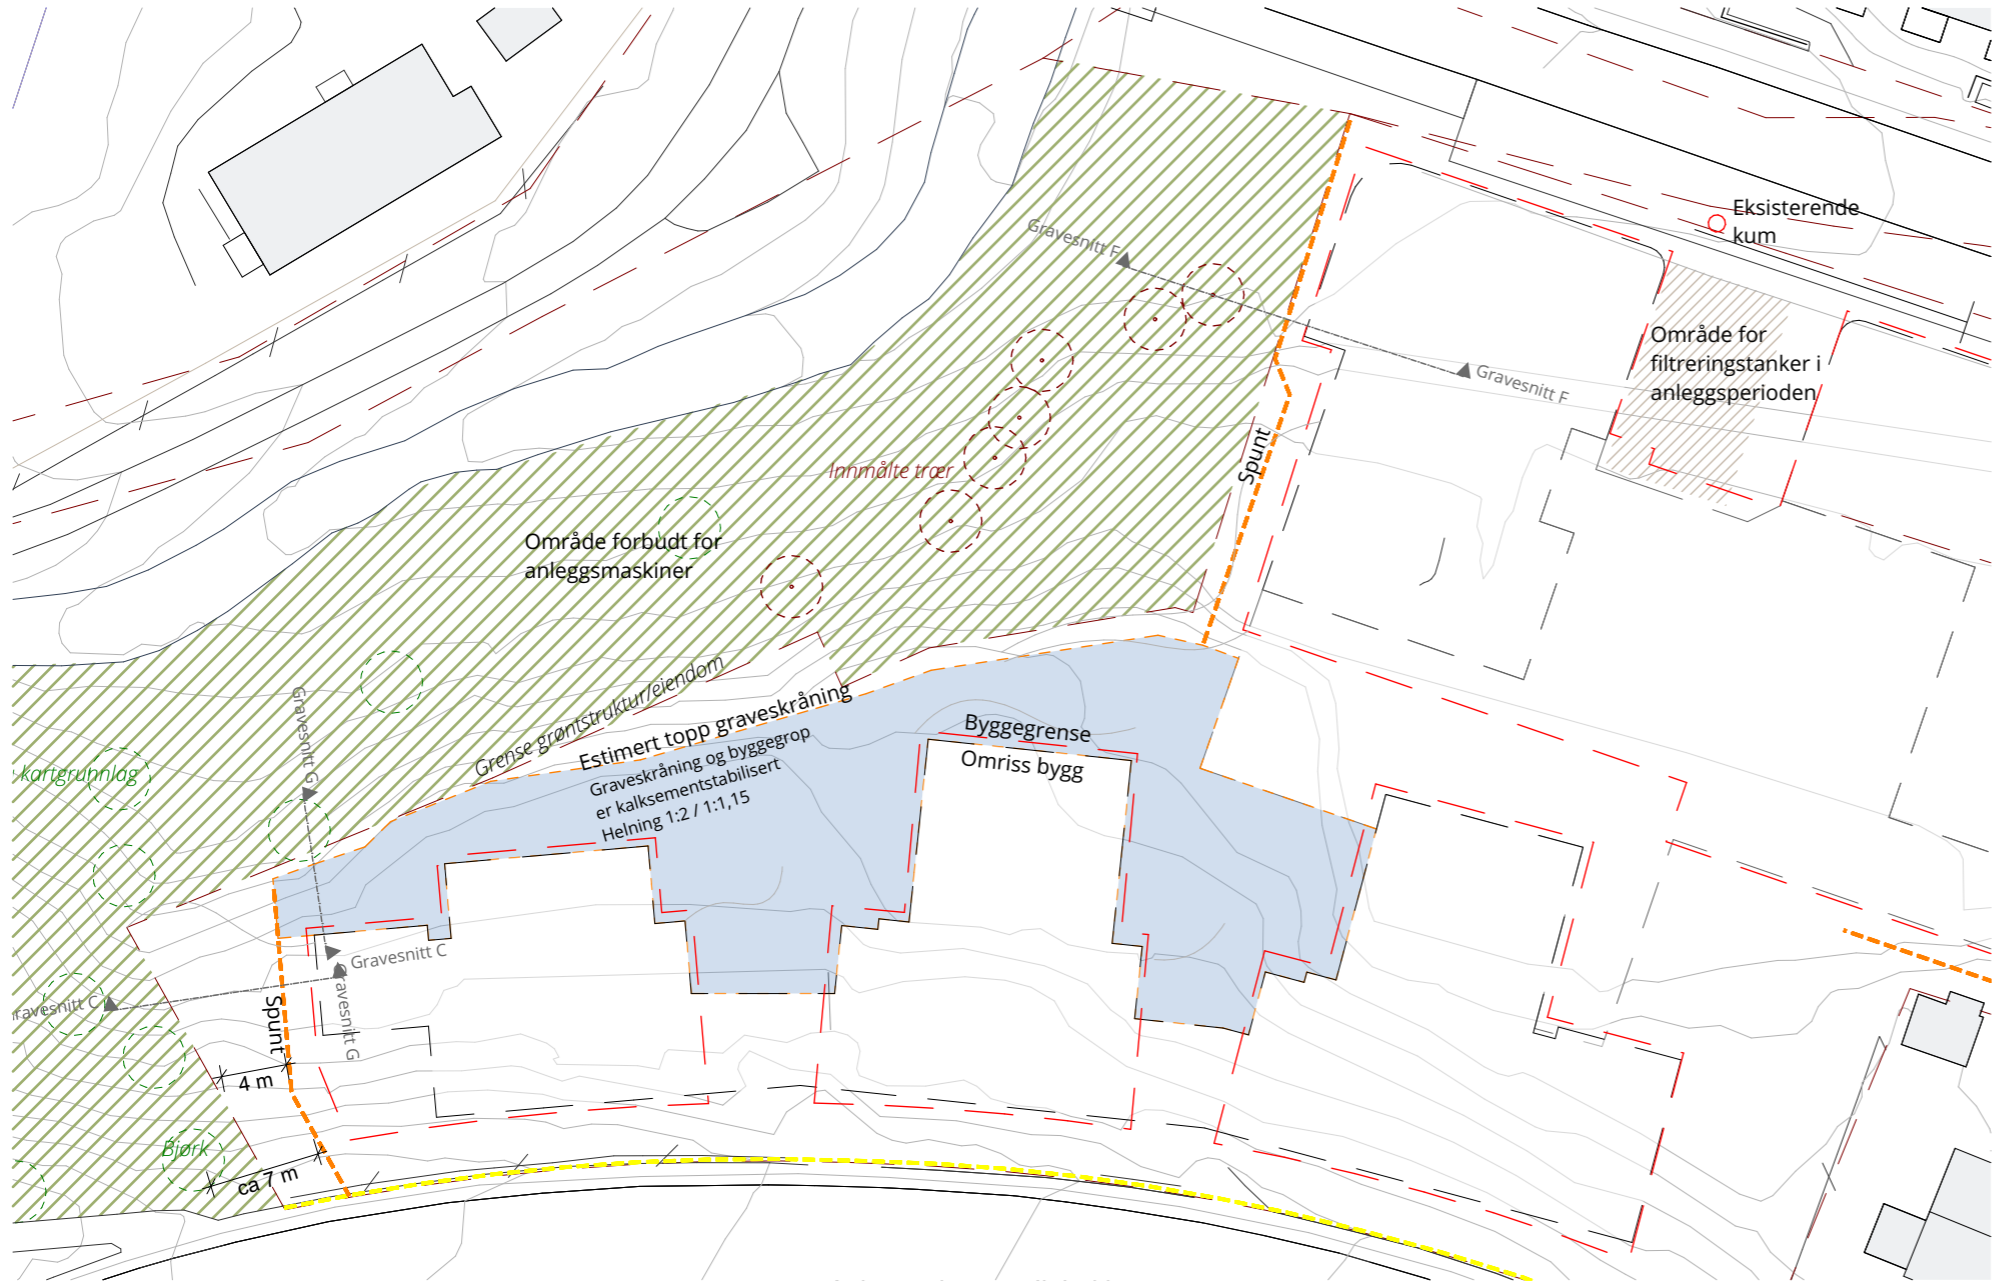 Eksisterende
kum
Gravesnitt F
Område for
filtreringstanker i
anleggsperioden
Gravesnitt F
Spunt
Innmålte trær
Område forbudt for
anleggsmaskiner
Grense grøntstruktur/eiendom
Estimert topp graveskråning
Graveskråning og byggegrop
er kalksementstabilisert
Helning 1:2 / 1:1,15
Byggegrense
Omriss bygg
Gravesnitt G
kartgrunnlag
Gravesnitt C
ravesnitt C
Gravesnitt G
Spunt
4 m
Bjørk
ca 7 m